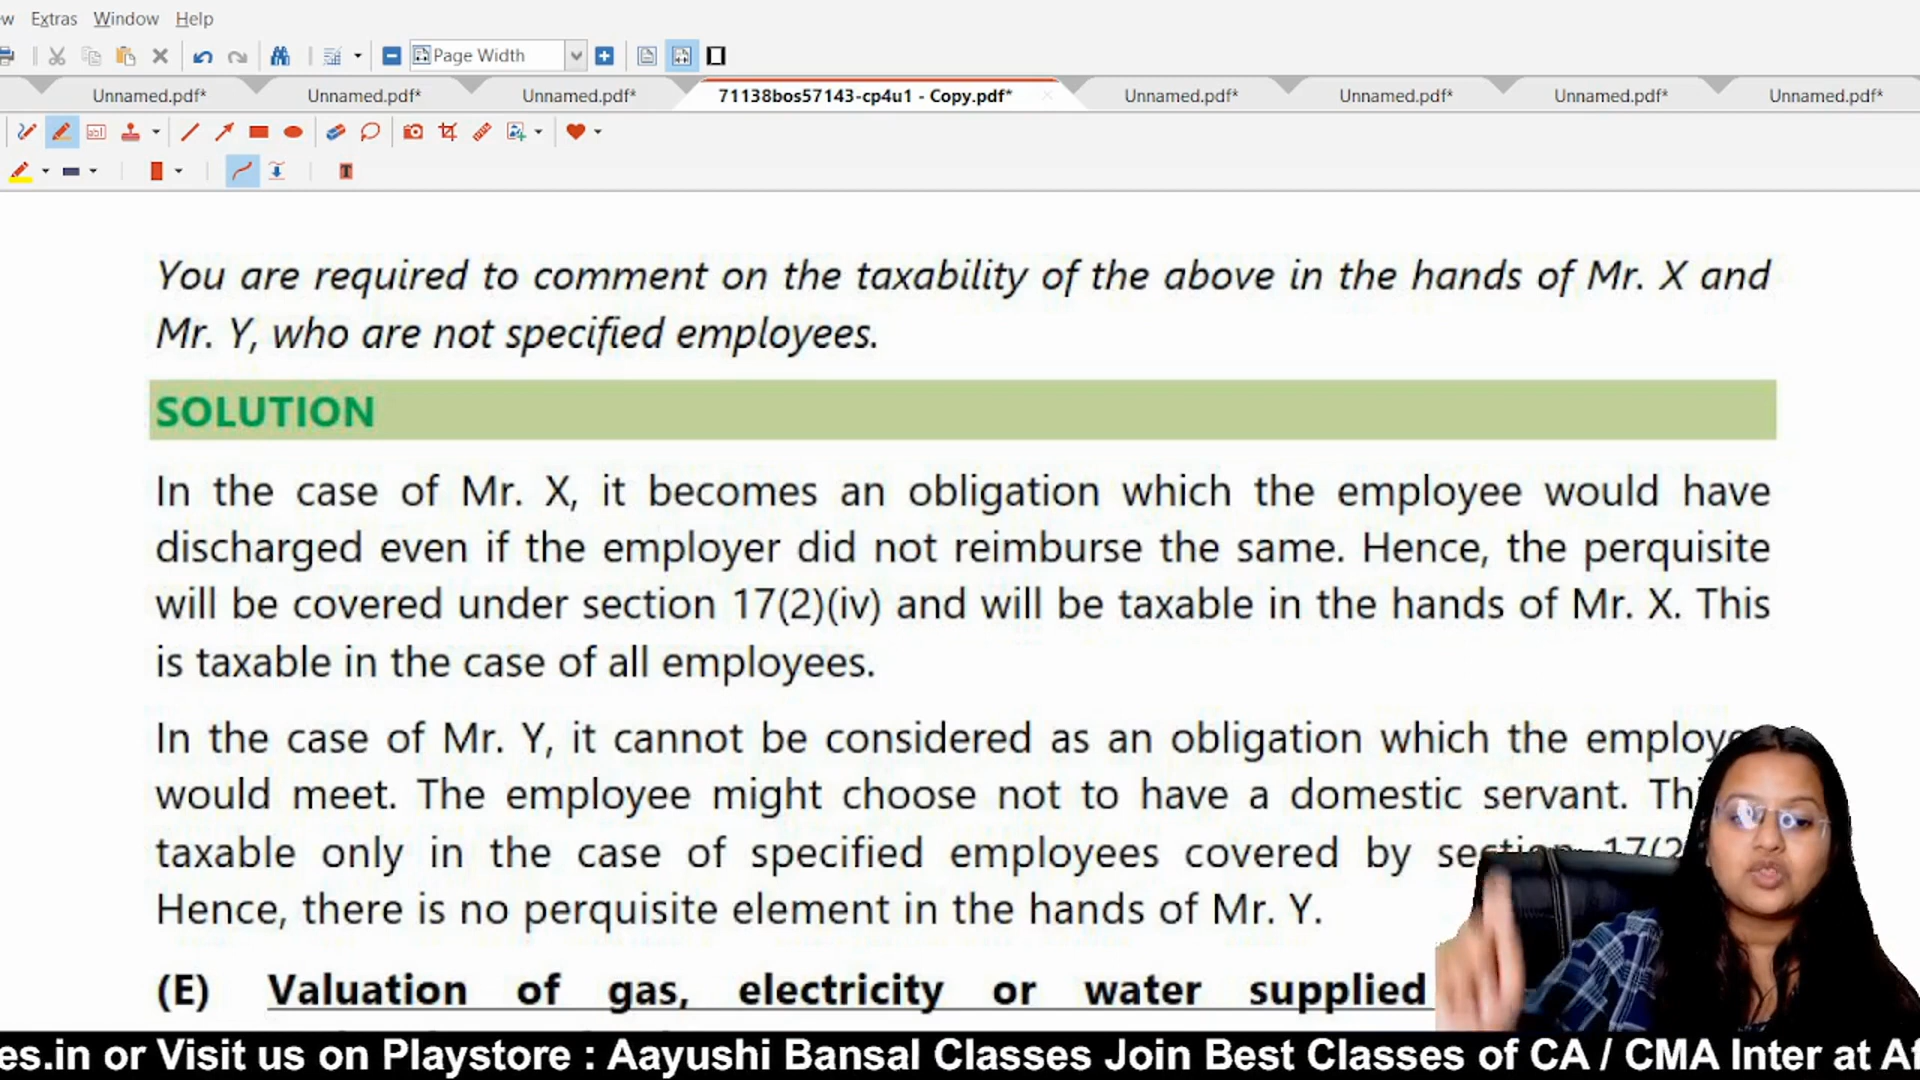 Extras Window Help
Page Width
Unnamed.pdf* Unnamed.pdf* Unnamed.pdf* 71138bos57143-cp4u1 - Copy.pdf* Unnamed.pdf* Unnamed.pdf* Unnamed.pdf* Unnamed.pdf*
You are required to comment on the taxability of the above in the hands of Mr. X and
Mr. Y, who are not specified employees.
SOLUTION
In the case of Mr. X, it becomes an obligation which the employee would have
discharged even if the employer did not reimburse the same. Hence, the perquisite
will be covered under section 17(2)(iv) and will be taxable in the hands of Mr. X. This
is taxable in the case of all employees.
In the case of Mr. Y, it cannot be considered as an obligation which the employ
would meet. The employee might choose not to have a domestic servant.
taxable only in the case of specified employees covered by section 17(2
Hence, there is no perquisite element in the hands of Mr. Y.
(E) Valuation of gas, electricity or water supplied
es.in or Visit us on Playstore : Aayushi Bansal Classes Join Best Classes of CA / CMA Inter at